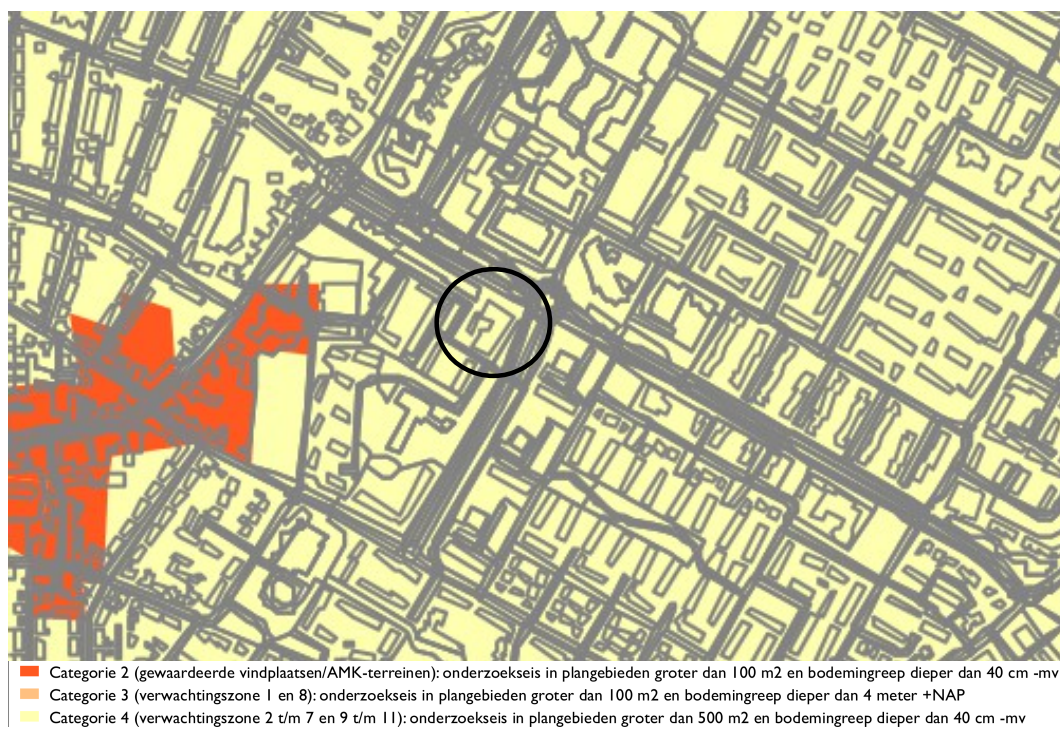 Categorie 2 (gewaardeerde vindplaatsen/AMK-terreinen): onderzoekseis in plangebieden groter dan 100 m2 en bodemingreep dieper dan 40 cm -mv
Categorie 3 (verwachtingszone 1 en 8): onderzoekseis in plangebieden groter dan 100 m2 en bodemingreep dieper dan 4 meter +NAP
Categorie 4 (verwachtingszone 2 t/m 7 en 9 t/m 11): onderzoekseis in plangebieden groter dan 500 m2 en bodemingreep dieper dan 40 cm -mv